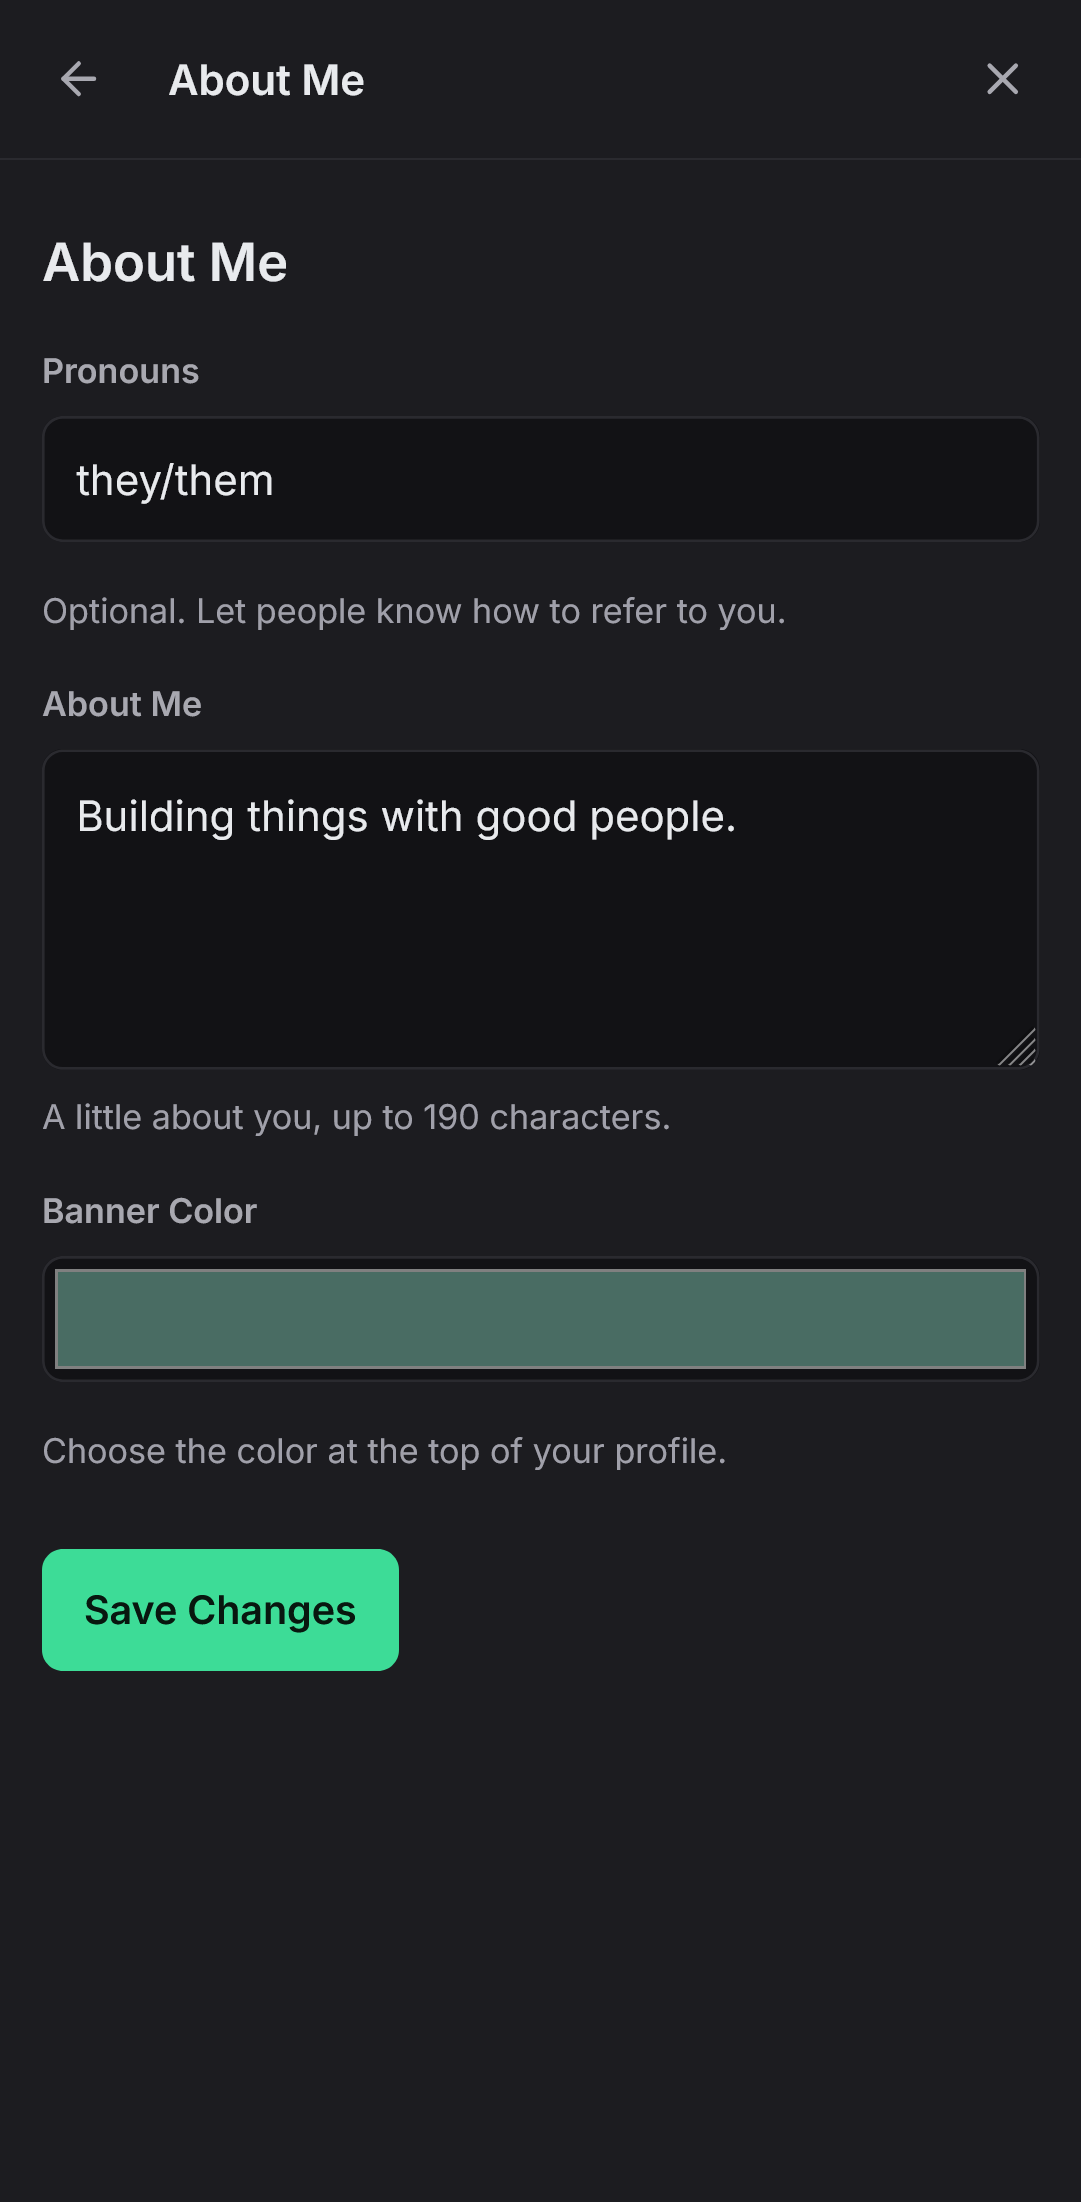 About Me
About Me
Pronouns
they/them
Optional. Let people know how to refer to you.
About Me
Building things with good people.
A little about you, up to 190 characters.
Banner Color
Choose the color at the top of your profile.
Save Changes